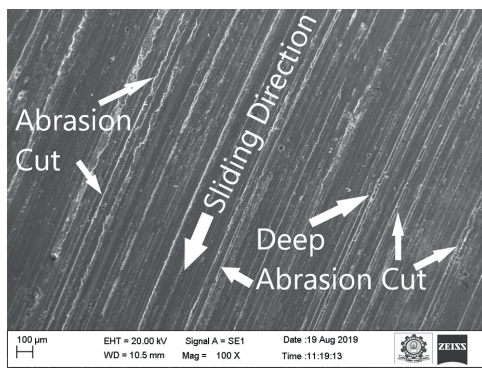 Abrasion
Cut
Sliding Direction
Deep
Abrasion Cut
100 µm
EHT = 20.00 kV
Signal A = SE1
Date :19 Aug 2019
WD = 10.5 mm
Mag = 100 X
Time :11:19:13
ZEISS